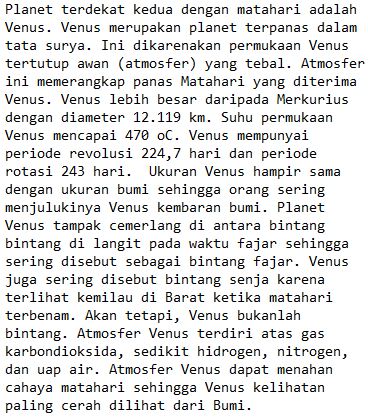 Planet terdekat kedua dengan matahari adalah
Venus. Venus merupakan planet terpanas dalam
tata surya. Ini dikarenakan permukaan Venus
tertutup awan (atmosfer) yang tebal. Atmosfer
ini memerangkap panas Matahari yang diterima
Venus. Venus lebih besar daripada Merkurius
dengan diameter 12.119 km. Suhu permukaan
Venus mencapai 470 oC. Venus mempunyai
periode revolusi 224,7 hari dan periode
rotasi 243 hari.  Ukuran Venus hampir sama
dengan ukuran bumi sehingga orang sering
menjulukinya Venus kembaran bumi. Planet
Venus tampak cemerlang di antara bintang
bintang di langit pada waktu fajar sehingga
sering disebut sebagai bintang fajar. Venus
juga sering disebut bintang senja karena
terlihat kemilau di Barat ketika matahari
terbenam. Akan tetapi, Venus bukanlah
bintang. Atmosfer Venus terdiri atas gas
karbondioksida, sedikit hidrogen, nitrogen,
dan uap air. Atmosfer Venus dapat menahan
cahaya matahari sehingga Venus kelihatan
paling cerah dilihat dari Bumi.